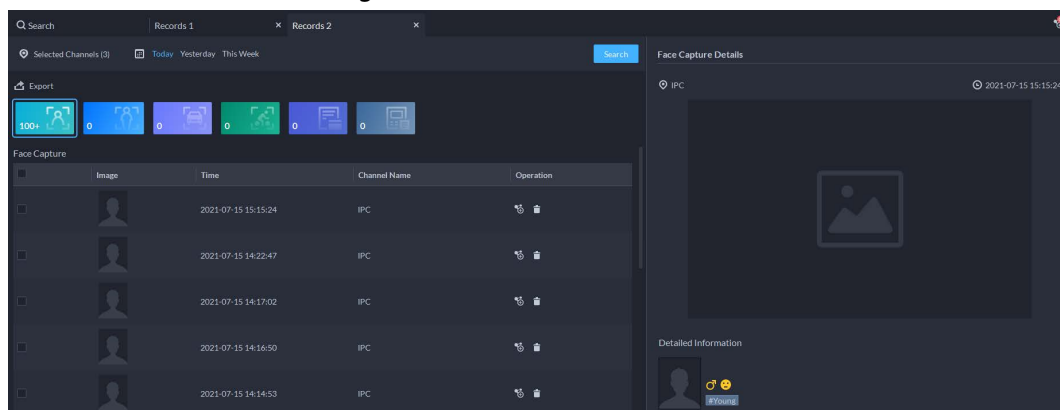 Search
Records 1 × Records 2 ×
Selected Channels (3) Today Yesterday This Week Search
Face Capture Details
Export
IPC 2021-07-15 15:15:24
100+ 0 0 0 0 0
Face Capture
Image Time Channel Name Operation
2021-07-15 15:15:24 IPC
2021-07-15 14:22:47 IPC
2021-07-15 14:17:02 IPC
2021-07-15 14:16:50 IPC
2021-07-15 14:14:53 IPC
Detailed Information
#Young